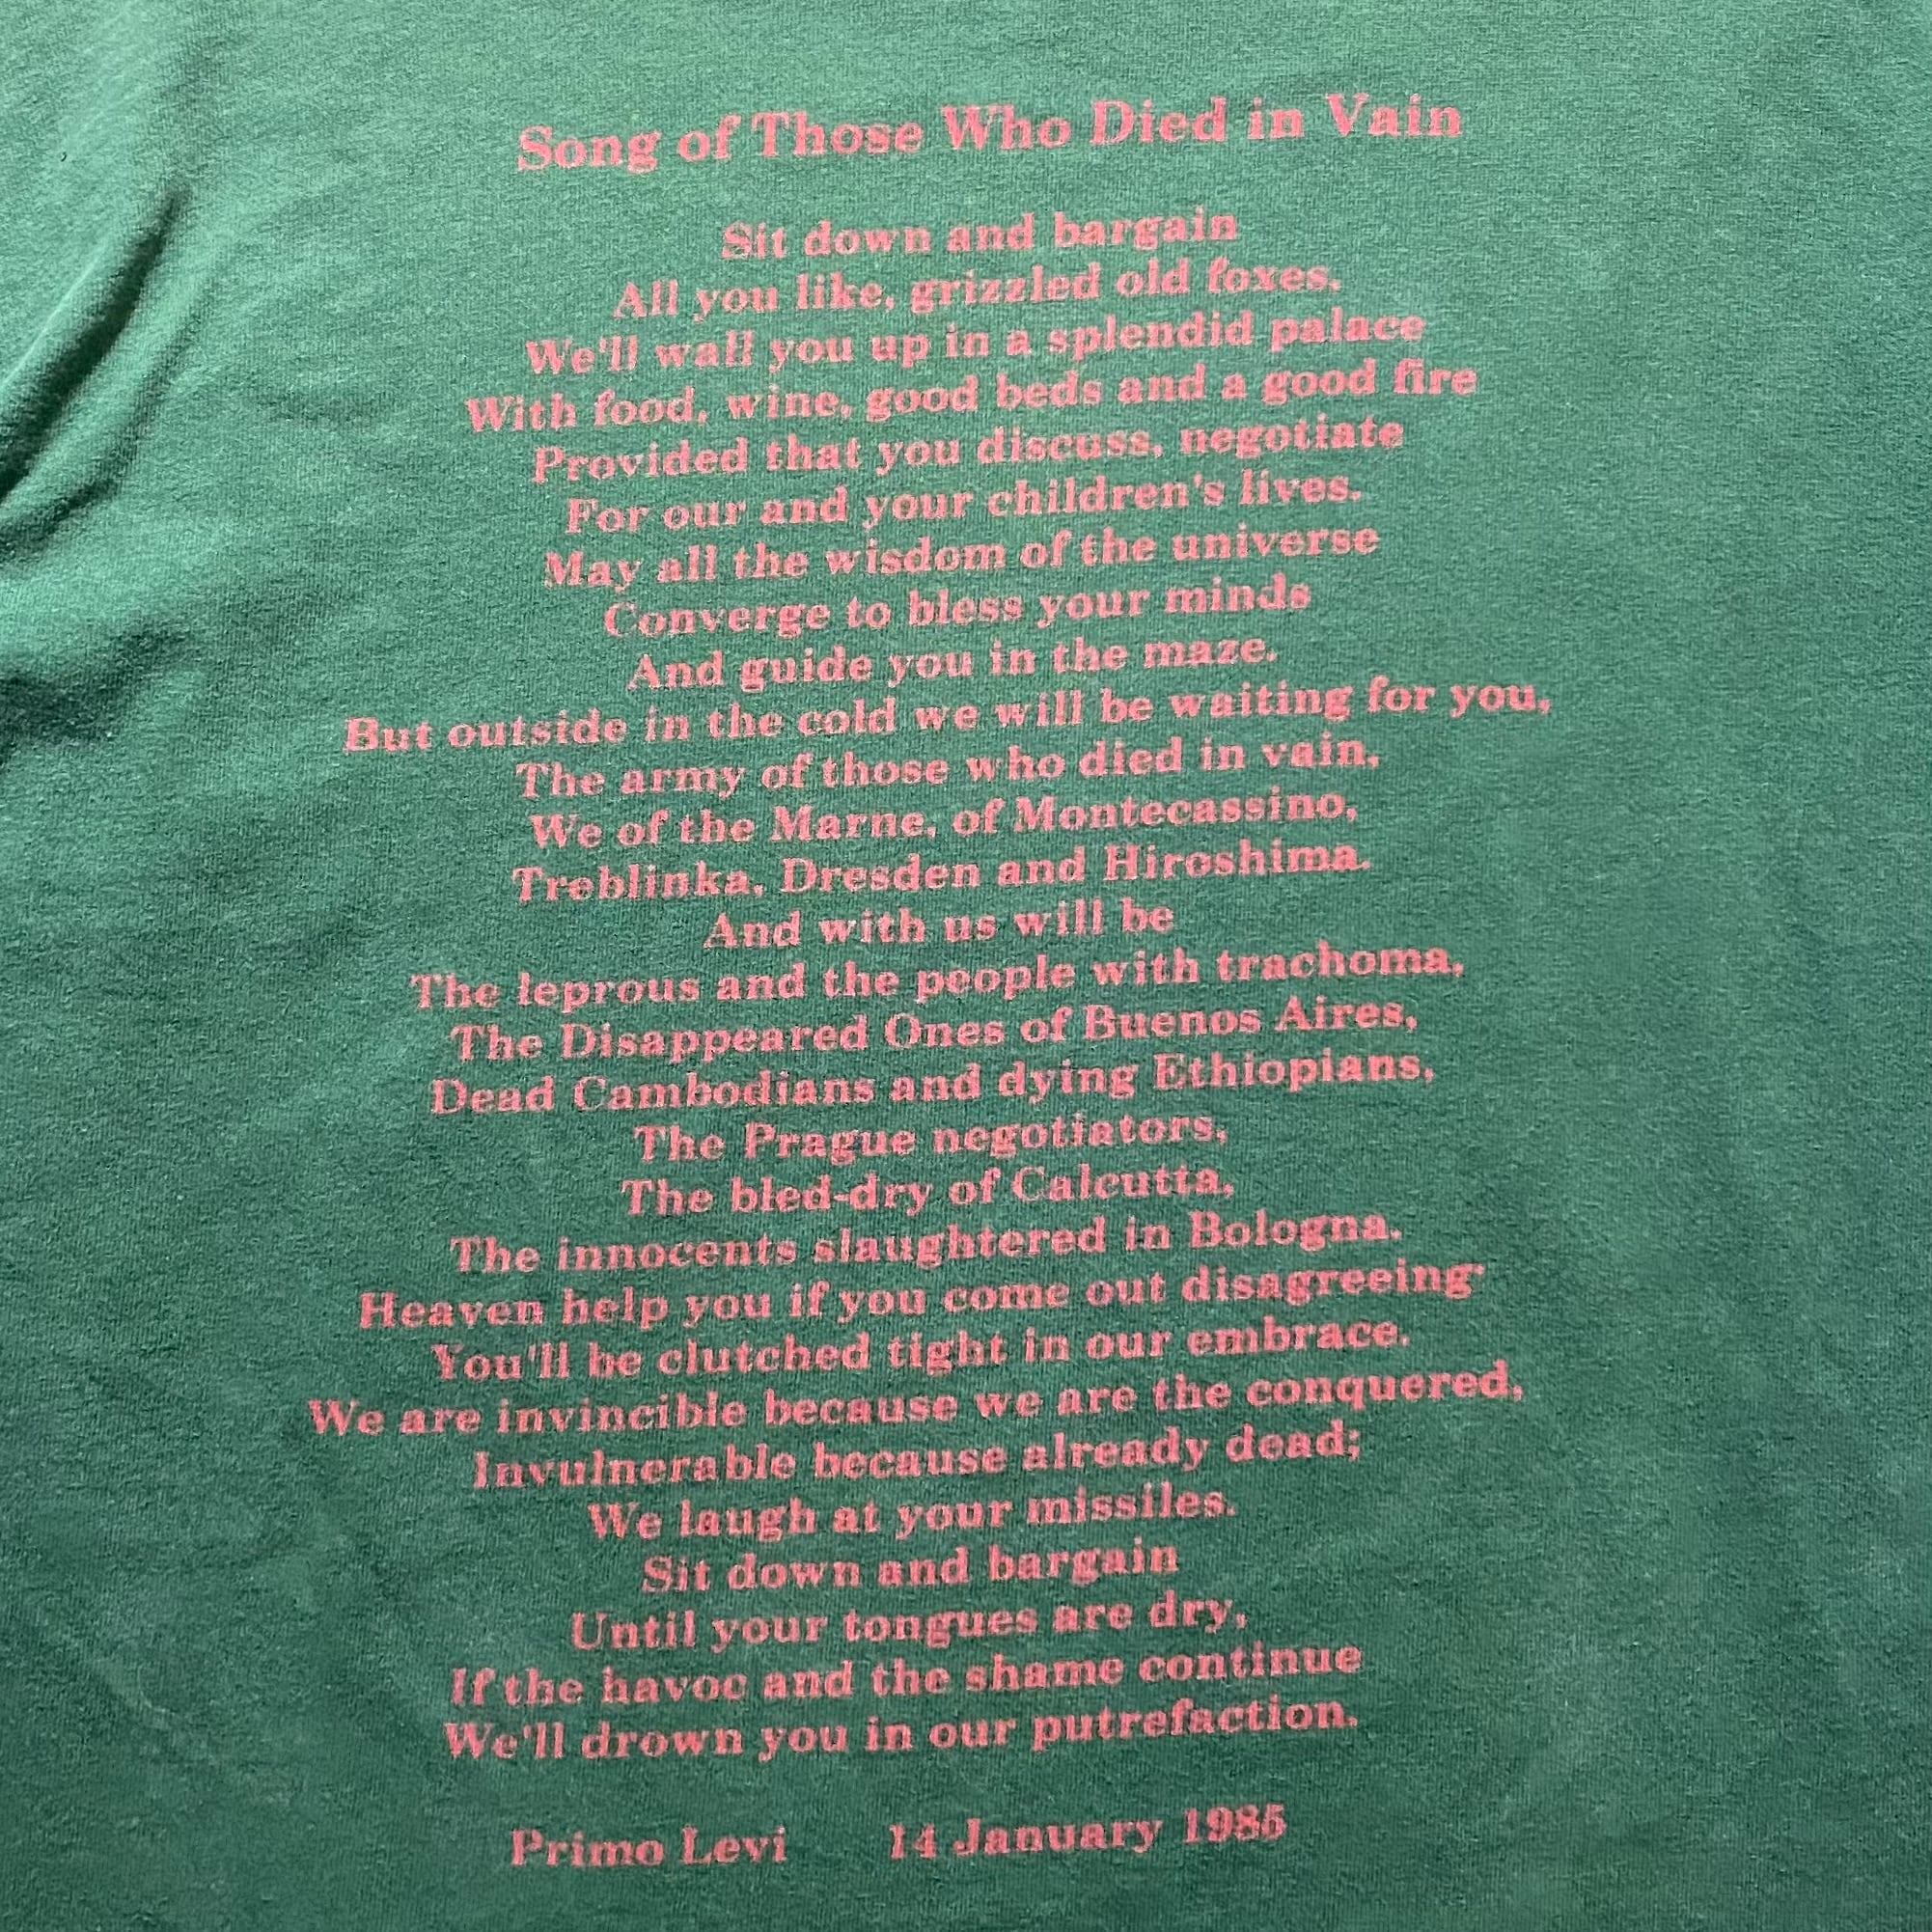 Song of Those Who Died in Vain
Sit down and bargain
All you like, grizzled old foxes.
We'll wall you up in a splendid palace
With food, wine, good beds and a good fire
Provided that you discuss, negotiate
For our and your children's lives.
May all the wisdom of the universe
Converge to bless your minds
And guide you in the maze.
But outside in the cold we will be waiting for you,
The army of those who died in vain,
We of the Marne, of Montecassino,
Treblinka, Dresden and Hiroshima.
And with us will be
The leprous and the people with trachoma,
The Disappeared Ones of Buenos Aires,
Dead Cambodians and dying Ethiopians,
The Prague negotiators,
The bled-dry of Calcutta,
The innocents slaughtered in Bologna.
Heaven help you if you come out disagreeing:
You'll be clutched tight in our embrace.
We are invincible because we are the conquered,
Invulnerable because already dead;
We laugh at your missiles.
Sit down and bargain
Until your tongues are dry,
If the havoc and the shame continue
We'll drown you in our putrefaction.
Primo Levi 14 January 1985